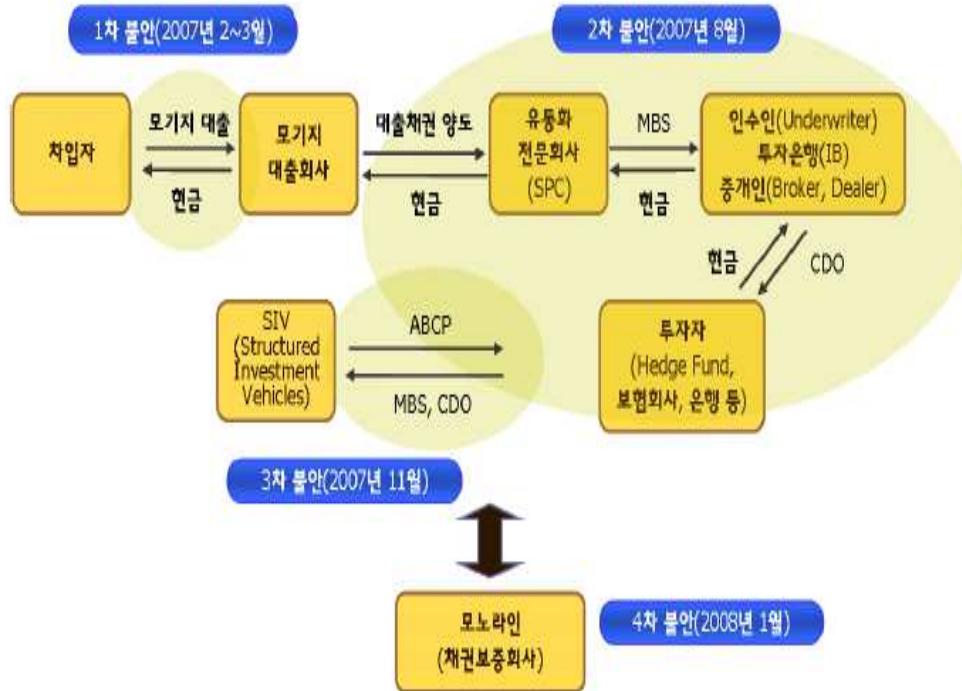 1차 불안(2007년 2~3월)
2차 불안(2007년 8월)
차입자
모기지 대출
현금
모기지
대출회사
대출채권 양도
현금
유동화
전문회사
(SPC)
MBS
현금
인수인(Underwriter)
투자은행(IB)
중개인(Broker, Dealer)
현금
CDO
SIV
(Structured
Investment
Vehicles)
ABCP
MBS, CDO
투자자
(Hedge Fund,
보협회사, 은행 등)
3차 불안(2007년 11월)
모노라인
(채권보증회사)
4차 불안(2008년 1월)